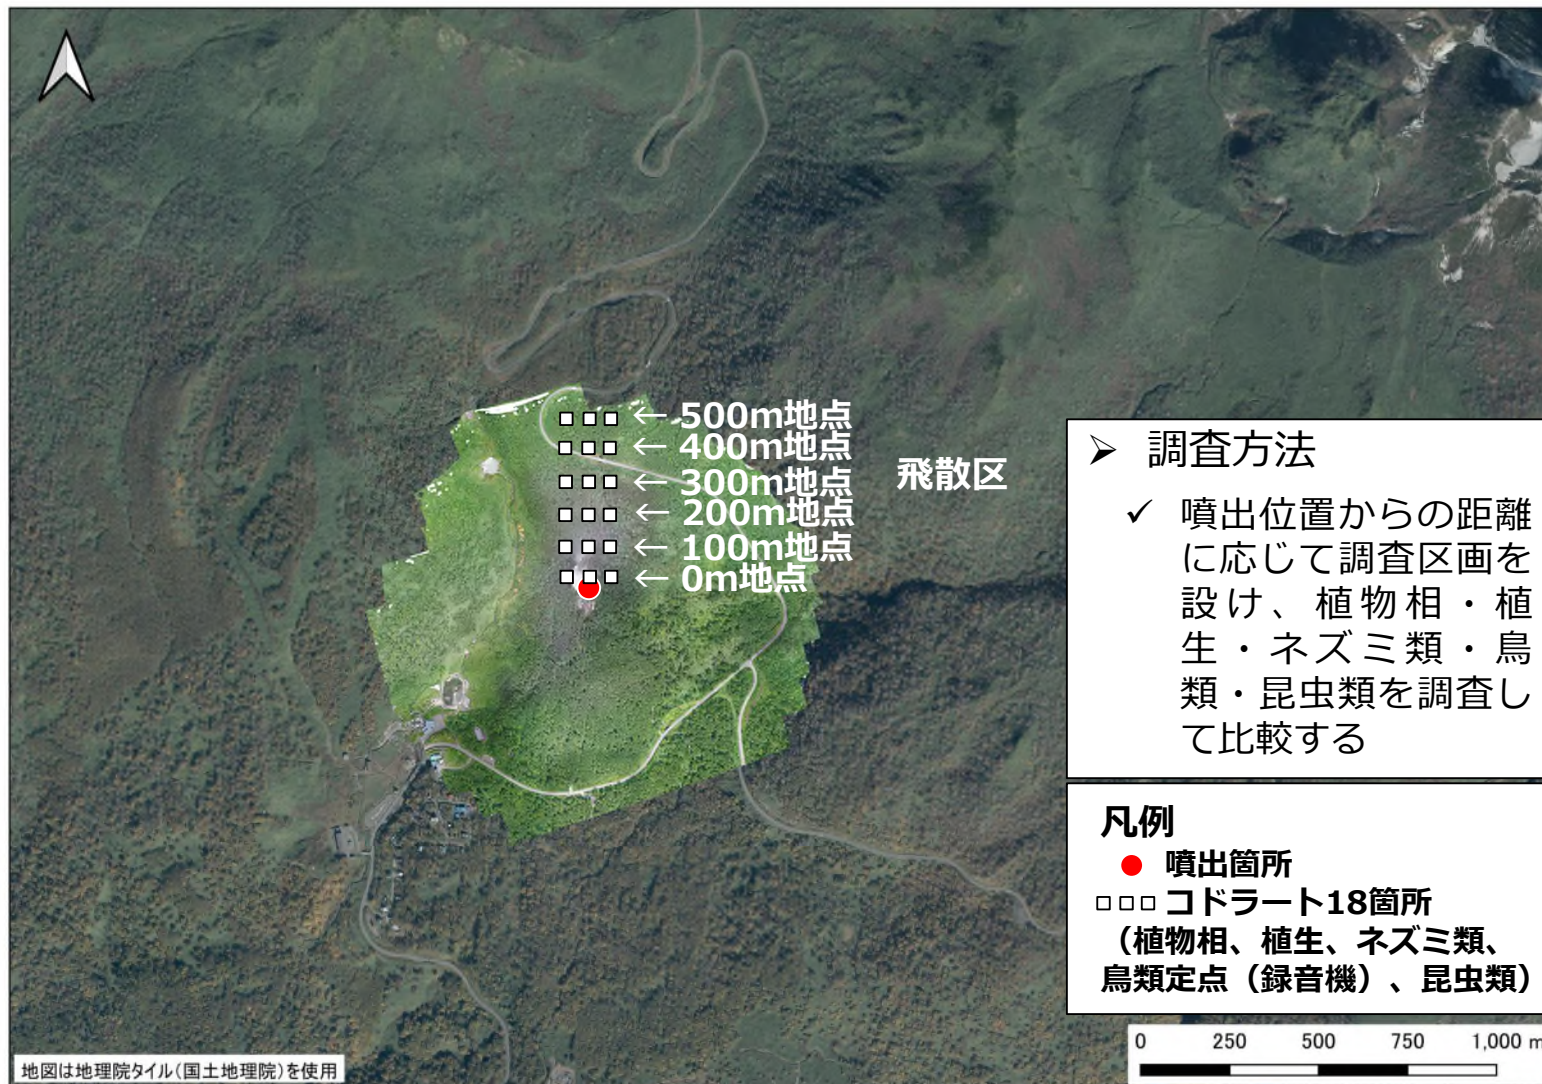 ← 500m地点
← 400m地点
← 300m地点
← 200m地点
← 100m地点
← 0m地点
飛散区
➢ 調査方法
✓ 噴出位置からの距離
に応じて調査区画を
設け、植物相・植
生・ネズミ類・鳥
類・昆虫類を調査し
て比較する
凡例
● 噴出箇所
□□□ コドラート18箇所
（植物相、植生、ネズミ類、
鳥類定点（録音機）、昆虫類）
0 250 500 750 1,000 m
地図は地理院タイル(国土地理院)を使用